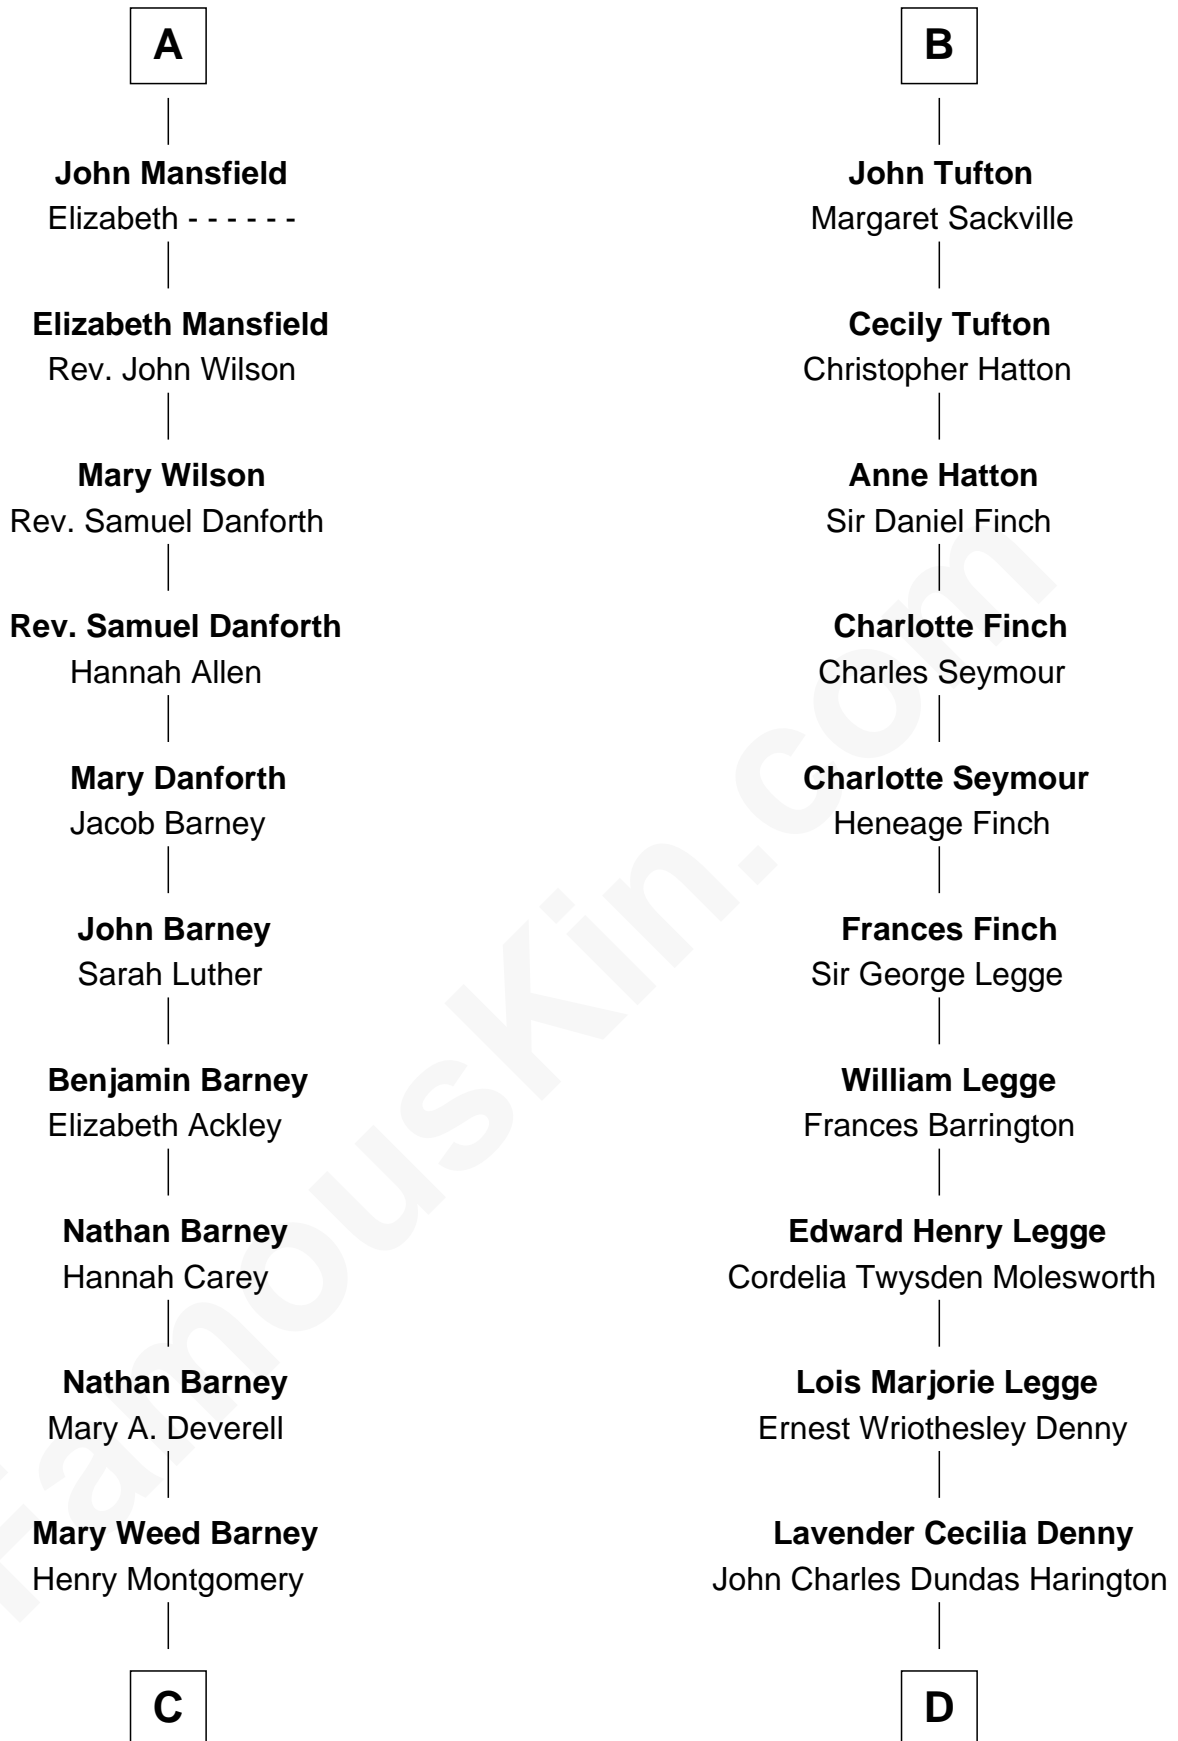 A
John Mansfield
Elizabeth - - - - - -
Elizabeth Mansfield
Rev. John Wilson
Mary Wilson
Rev. Samuel Danforth
Rev. Samuel Danforth
Hannah Allen
Mary Danforth
Jacob Barney
John Barney
Sarah Luther
Benjamin Barney
Elizabeth Ackley
Nathan Barney
Hannah Carey
Nathan Barney
Mary A. Deverell
Mary Weed Barney
Henry Montgomery
C
B
John Tufton
Margaret Sackville
Cecily Tufton
Christopher Hatton
Anne Hatton
Sir Daniel Finch
Charlotte Finch
Charles Seymour
Charlotte Seymour
Heneage Finch
Frances Finch
Sir George Legge
William Legge
Frances Barrington
Edward Henry Legge
Cordelia Twysden Molesworth
Lois Marjorie Legge
Ernest Wriothesley Denny
Lavender Cecilia Denny
John Charles Dundas Harington
D
FamousKin.com